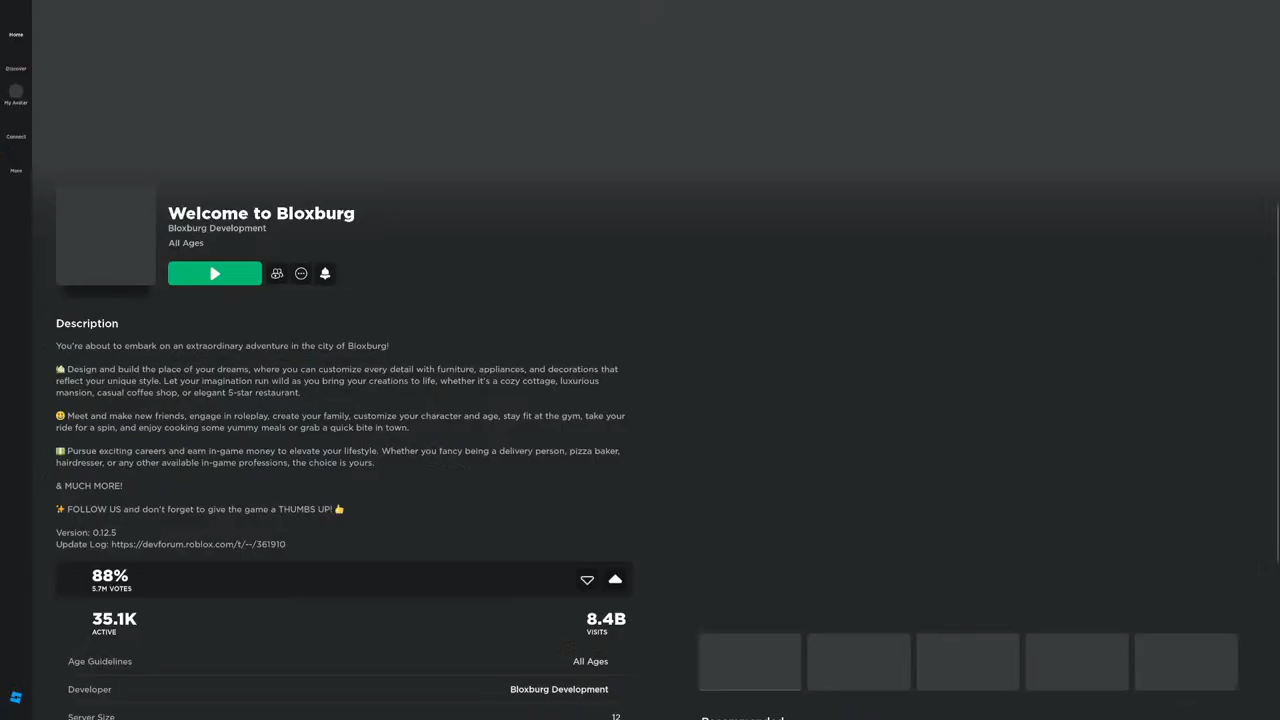 Home
Discover
My Avatar
Connect
More
Welcome to Bloxburg
Bloxburg Development
All Ages
Description
You're about to embark on an extraordinary adventure in the city of Bloxburg!
🏡 Design and build the place of your dreams, where you can customize every detail with furniture, appliances, and decorations that
reflect your unique style. Let your imagination run wild as you bring your creations to life, whether it's a cozy cottage, luxurious
mansion, casual coffee shop, or elegant 5-star restaurant.
😃 Meet and make new friends, engage in roleplay, create your family, customize your character and age, stay fit at the gym, take your
ride for a spin, and enjoy cooking some yummy meals or grab a quick bite in town.
💵 Pursue exciting careers and earn in-game money to elevate your lifestyle. Whether you fancy being a delivery person, pizza baker,
hairdresser, or any other available in-game professions, the choice is yours.
& MUCH MORE!
✨ FOLLOW US and don't forget to give the game a THUMBS UP! 👍
Version: 0.12.5
Update Log: https://devforum.roblox.com/t/--/361910
88%
5.7M VOTES
35.1K
ACTIVE
8.4B
VISITS
Age Guidelines All Ages
Developer Bloxburg Development
Server Size 12
Recommended